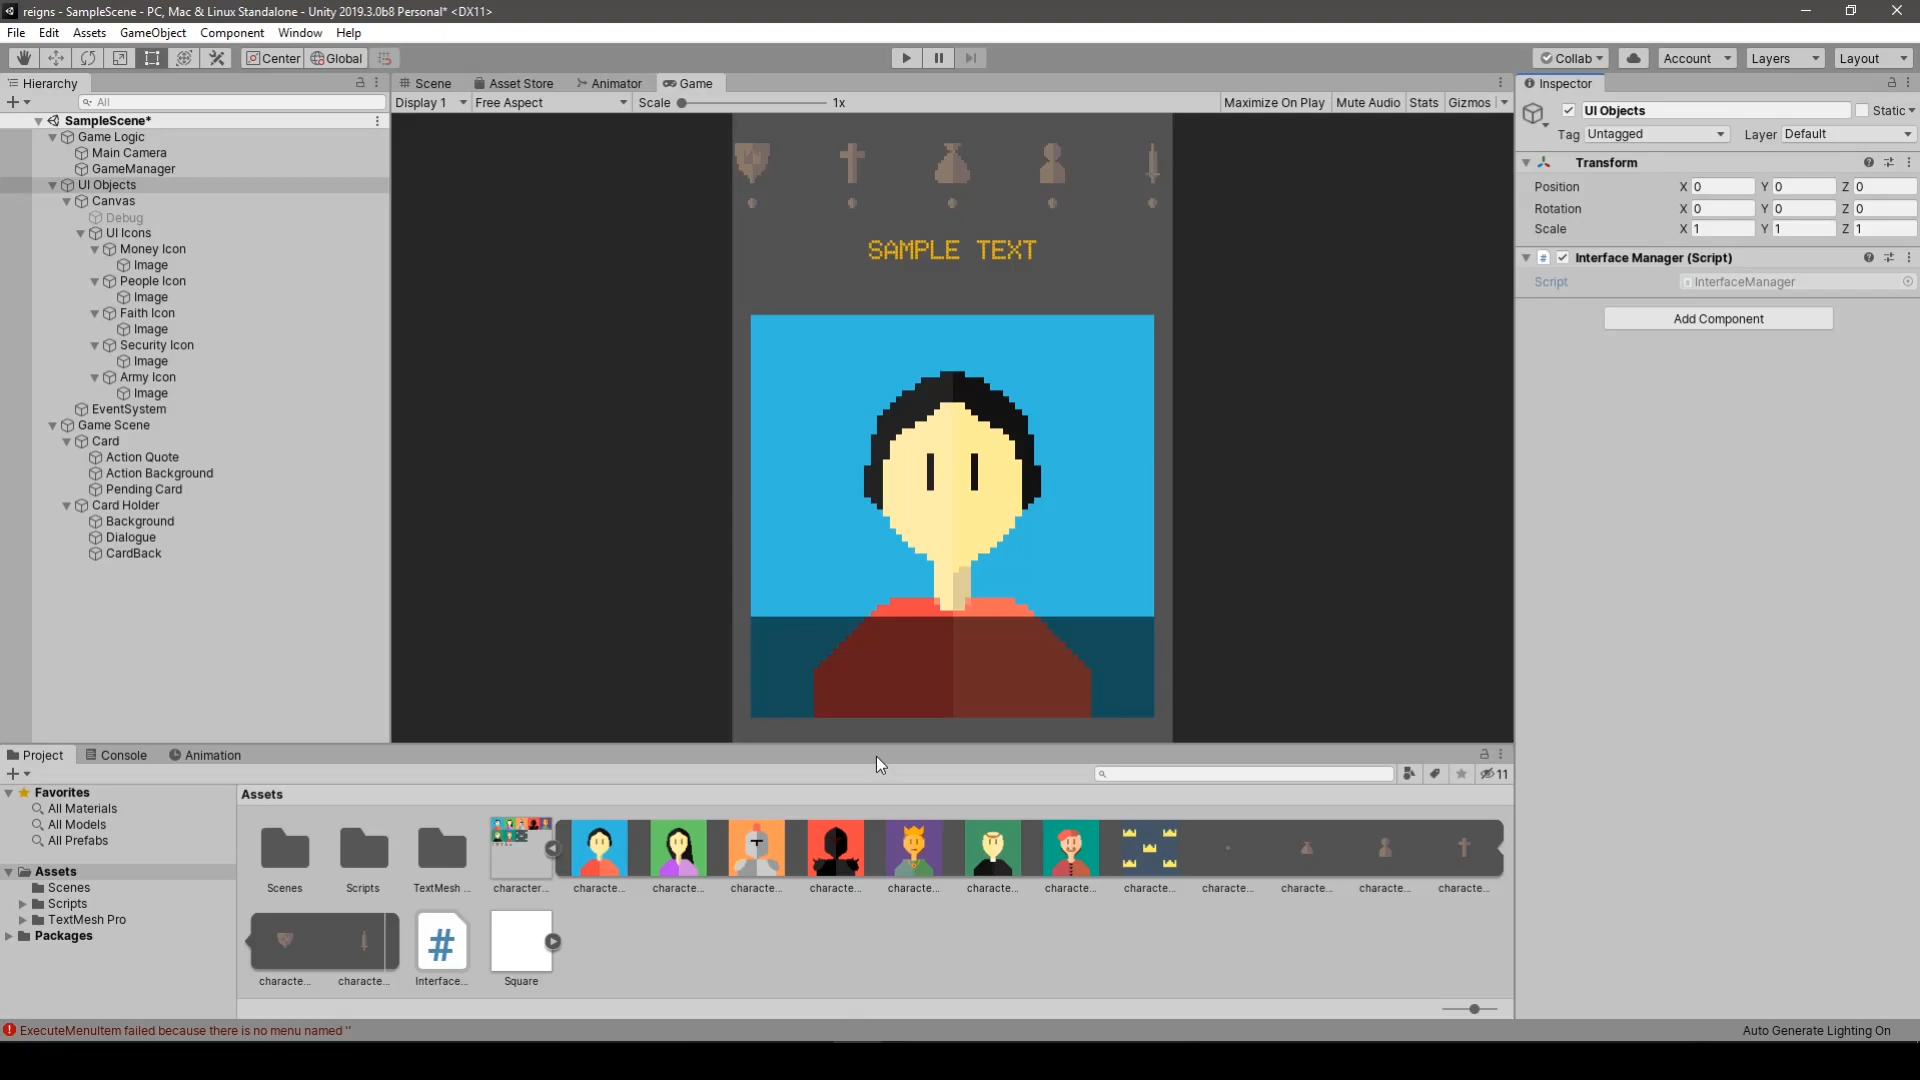 reigns - SampleScene - PC, Mac & Linux Standalone - Unity 2019.3.0b8 Personal* <DX11>
File Edit Assets GameObject Component Window Help
Center Global Collab Account Layers Layout
Hierarchy
All
SampleScene*
Game Logic
Main Camera
GameManager
UI Objects
Canvas
Debug
UI Icons
Money Icon
Image
People Icon
Image
Faith Icon
Image
Security Icon
Image
Army Icon
Image
EventSystem
Game Scene
Card
Action Quote
Action Background
Pending Card
Card Holder
Background
Dialogue
CardBack
Scene Asset Store Animator Game
Display 1 Free Aspect Scale 1x Maximize On Play Mute Audio Stats Gizmos
SAMPLE TEXT
Inspector
UI Objects Static
Tag Untagged Layer Default
Transform
Position X 0 Y 0 Z 0
Rotation X 0 Y 0 Z 0
Scale X 1 Y 1 Z 1
# Interface Manager (Script)
Script InterfaceManager
Add Component
Project Console Animation
11
Favorites
All Materials
All Models
All Prefabs
Assets
Scenes
Scripts
TextMesh Pro
Packages
Assets
Scenes Scripts TextMesh ... character... characte... characte... characte... characte... characte... characte... characte... characte... characte... characte... characte... characte...
#
characte... characte... Interface... Square
ExecuteMenuItem failed because there is no menu named ''
Auto Generate Lighting On